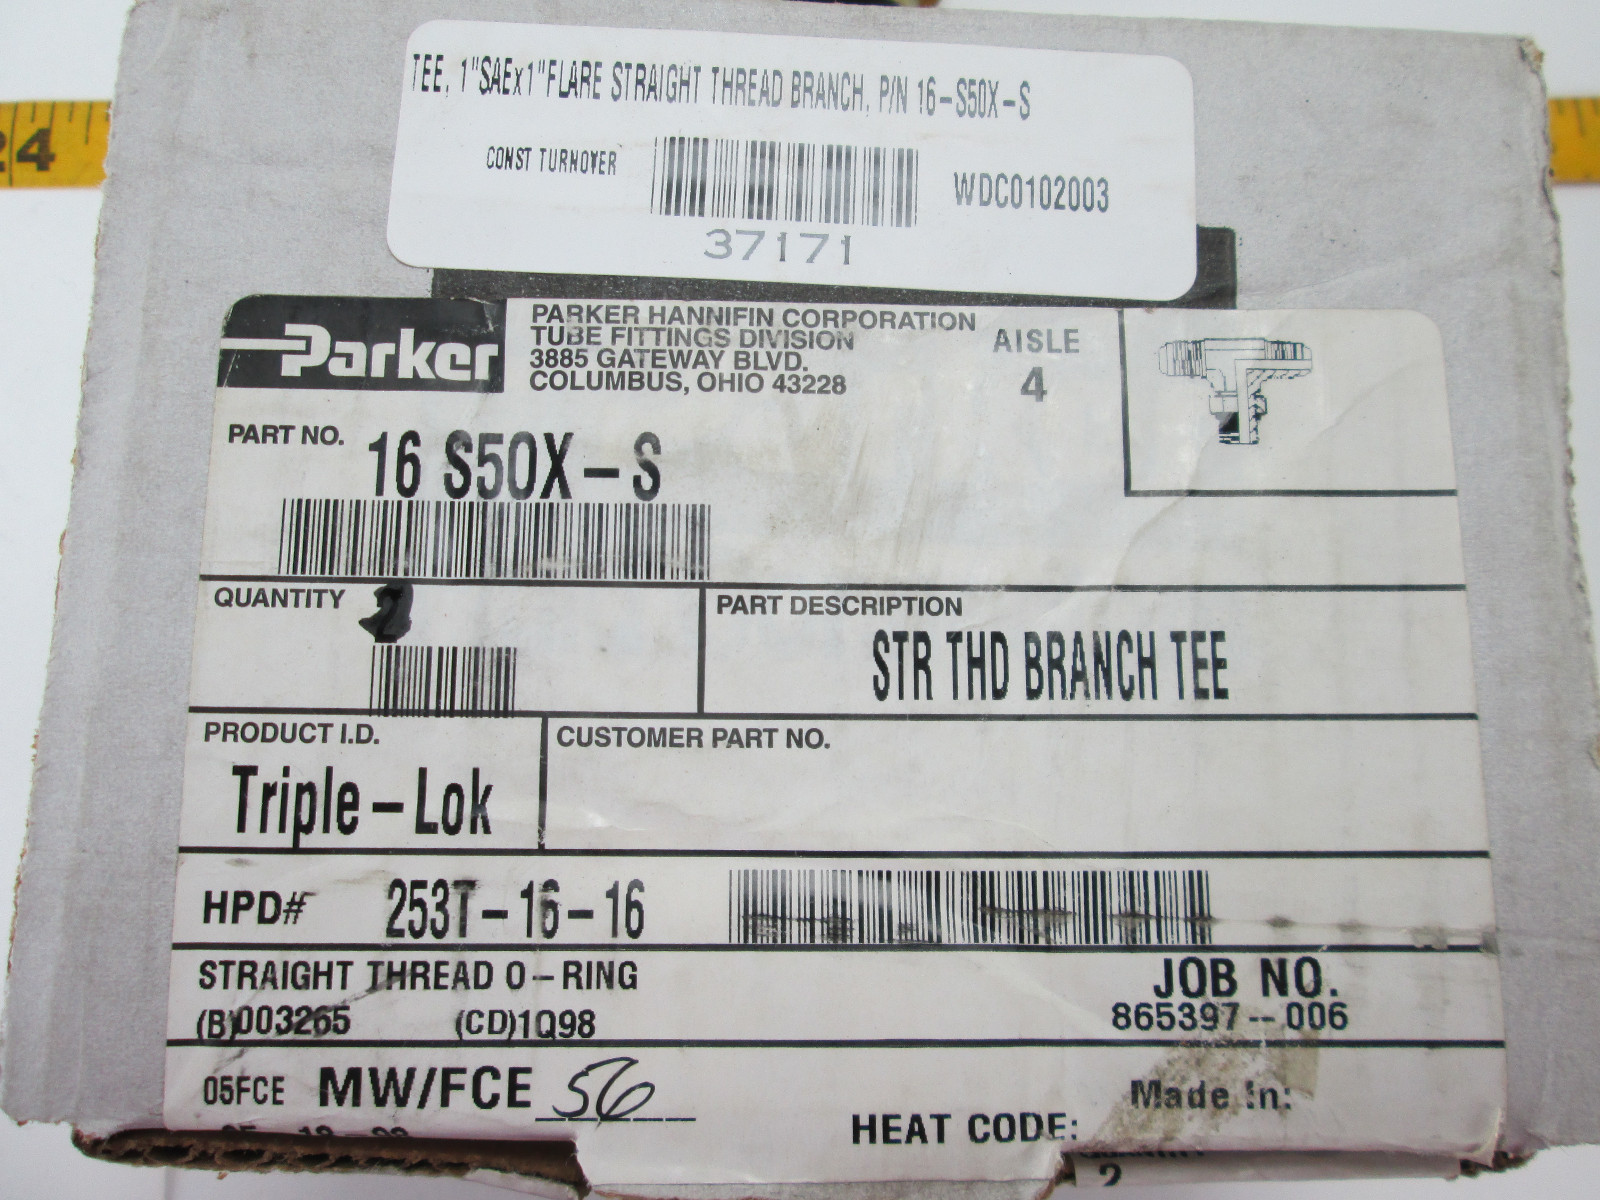 24
TEE, 1"SAEx1"FLARE STRAIGHT THREAD BRANCH, P/N 16-S50X-S
CONST TURNOVER
WDC0102003
37171
Parker
PARKER HANNIFIN CORPORATION
TUBE FITTINGS DIVISION
3885 GATEWAY BLVD.
COLUMBUS, OHIO 43228
AISLE
4
PART NO. 16 S50X-S
QUANTITY 2
PART DESCRIPTION
STR THD BRANCH TEE
PRODUCT I.D.
Triple-Lok
CUSTOMER PART NO.
HPD# 253T-16-16
STRAIGHT THREAD O-RING
(B)003265 (CD)1Q98
JOB NO.
865397--006
05FCE MW/FCE 56
Made In:
HEAT CODE:
2